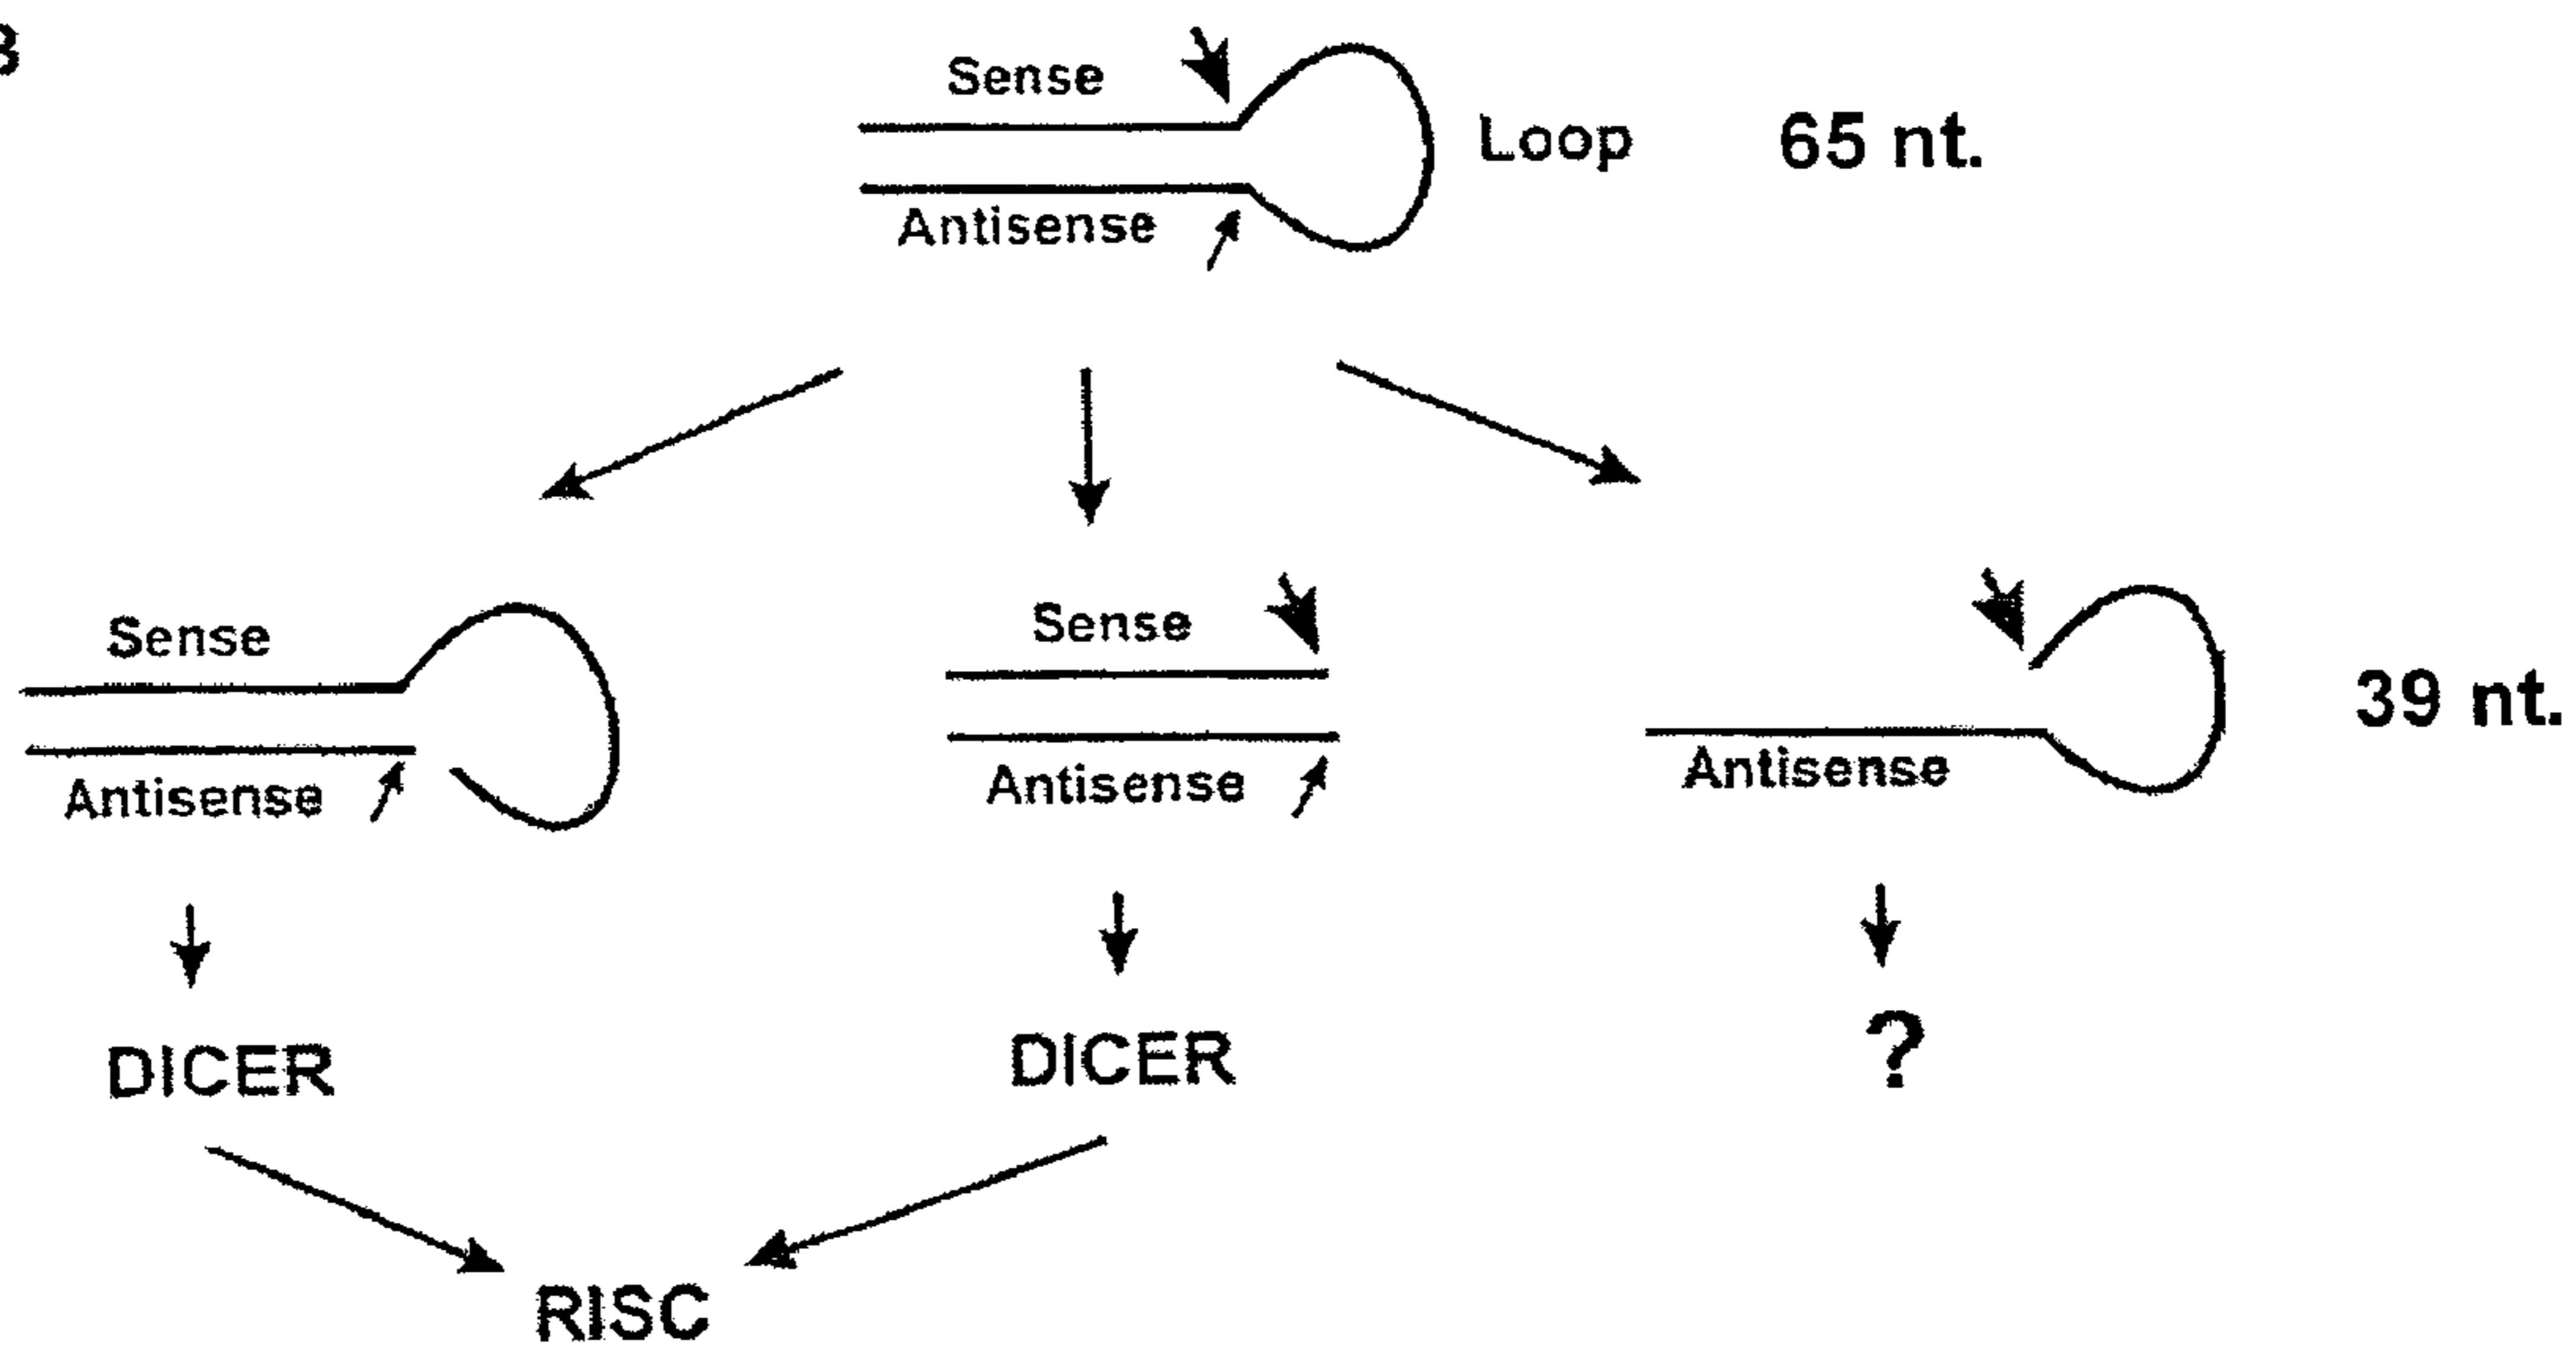 B
Sense
Loop 65 nt.
Antisense
Sense
Sense
39 nt.
Antisense
Antisense
Antisense
DICER
DICER
?
RISC